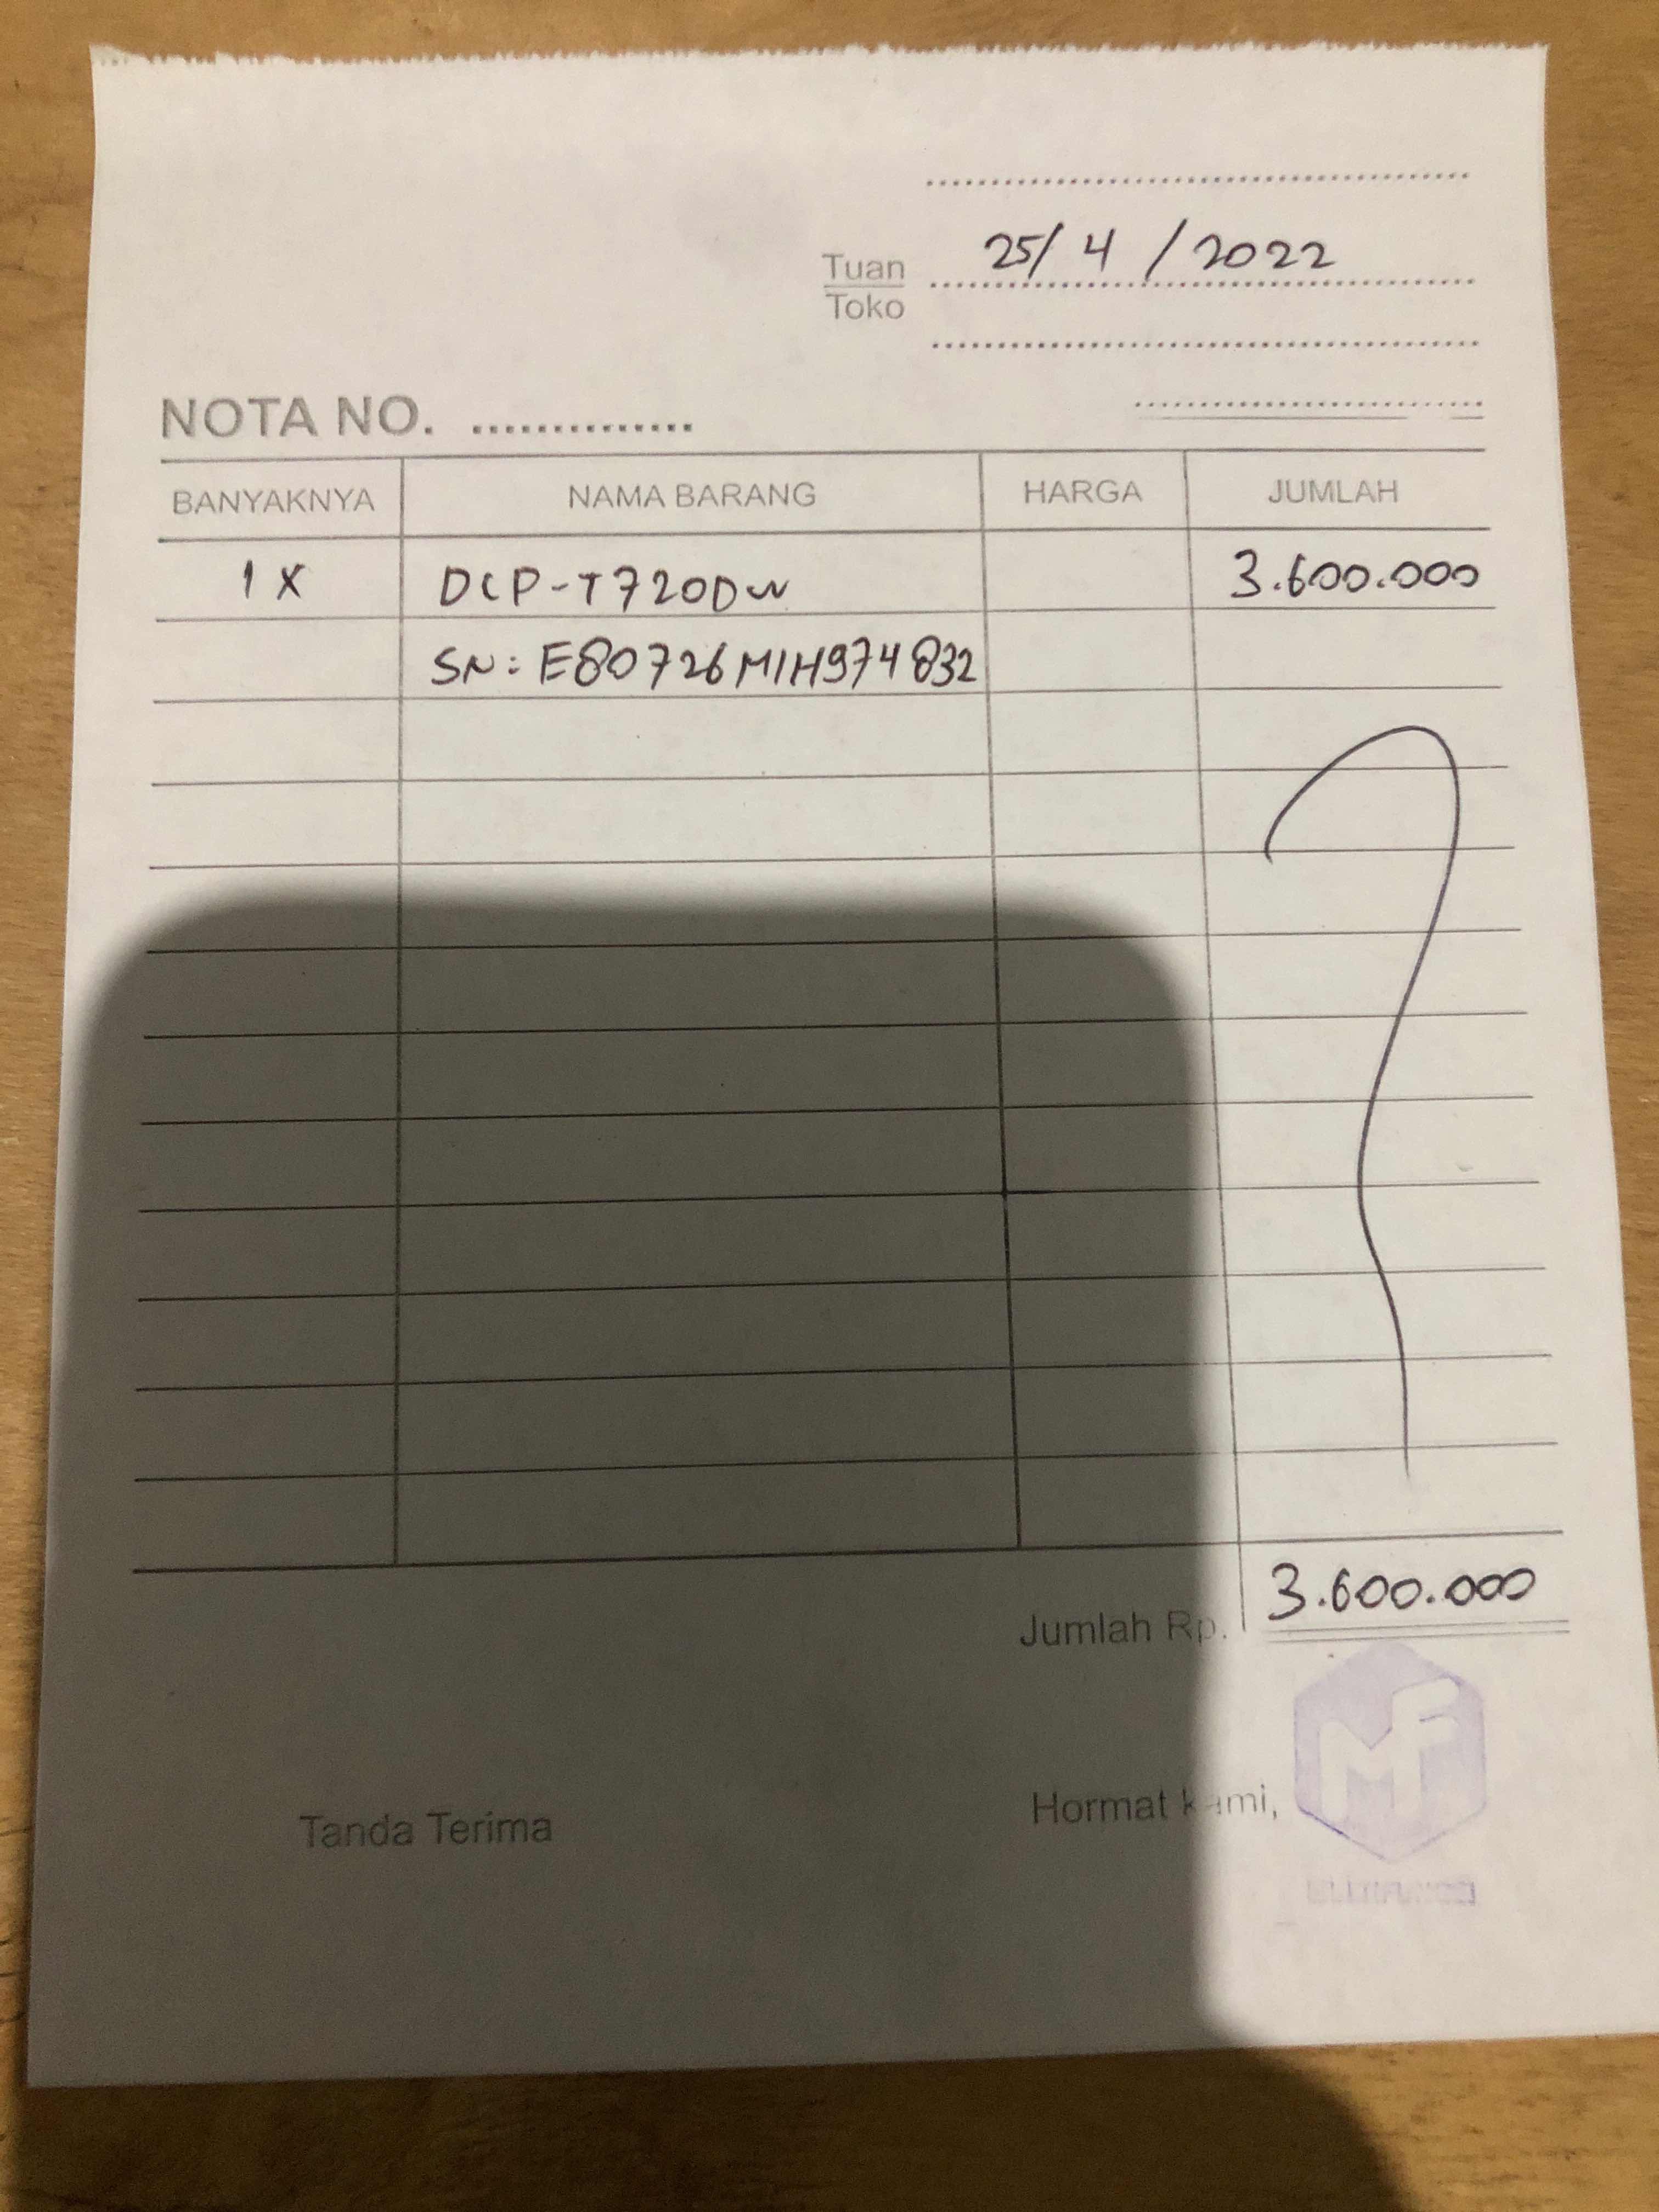 25/4/2022
Tuan
Toko
NOTA NO. ..............
BANYAKNYA NAMA BARANG HARGA JUMLAH
1 X DCP-T720DW 3.600.000
SN: E80726M1H974832
Jumlah Rp. 3.600.000
Tanda Terima Hormat kami,
MF